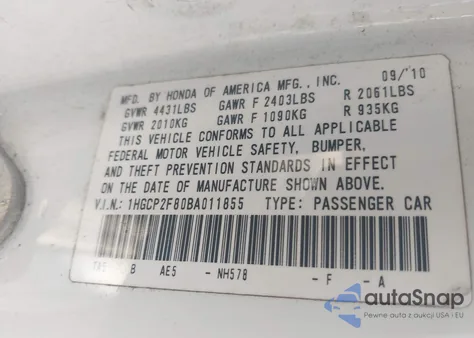 MFD. BY HONDA OF AMERICA MFG., INC. 09/10
GVWR 4431LBS GAWR F 2403LBS R 2061LBS
GVWR 2010KG GAWR F 1090KG R 935KG
THIS VEHICLE CONFORMS TO ALL APPLICABLE
FEDERAL MOTOR VEHICLE SAFETY, BUMPER,
AND THEFT PREVENTION STANDARDS IN EFFECT
ON THE DATE OF MANUFACTURE SHOWN ABOVE.
V.I.N.: 1HGCP2F80BA011855 TYPE: PASSENGER CAR
B AE5 - NH578 - F - A
autoSnap
Pewne auta z aukcji USA i EU